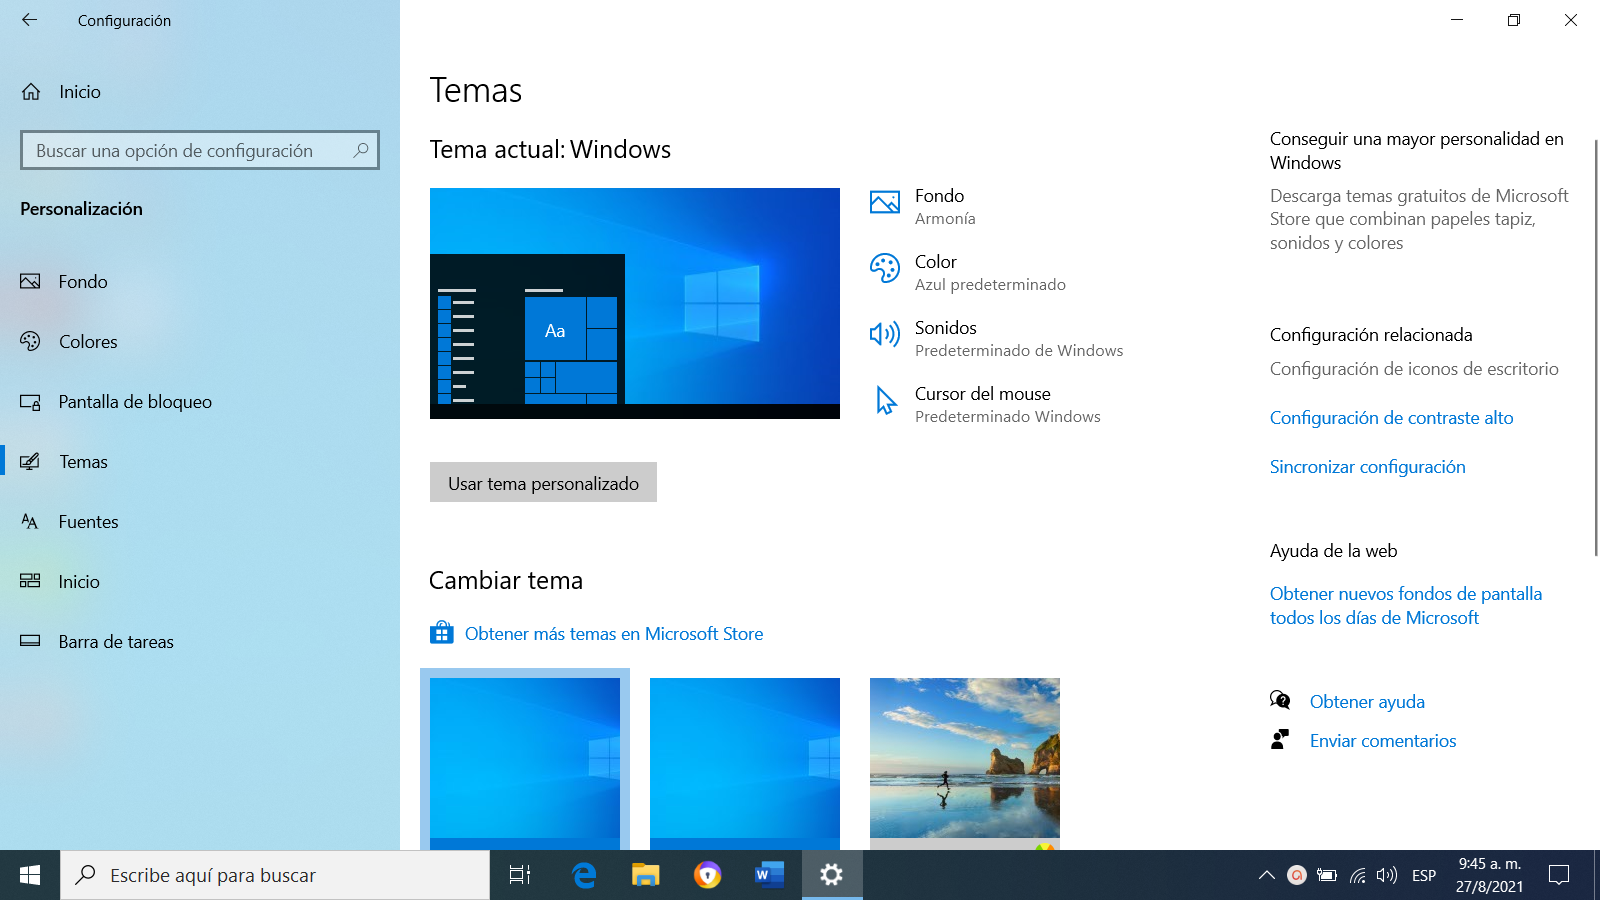 Configuración
Inicio
Buscar una opción de configuración
Personalización
Fondo
Colores
Pantalla de bloqueo
Temas
Fuentes
Inicio
Barra de tareas
Temas
Tema actual: Windows
Aa
Fondo
Armonía
Color
Azul predeterminado
Sonidos
Predeterminado de Windows
Cursor del mouse
Predeterminado Windows
Usar tema personalizado
Cambiar tema
Obtener más temas en Microsoft Store
Conseguir una mayor personalidad en
Windows
Descarga temas gratuitos de Microsoft
Store que combinan papeles tapiz,
sonidos y colores
Configuración relacionada
Configuración de iconos de escritorio
Configuración de contraste alto
Sincronizar configuración
Ayuda de la web
Obtener nuevos fondos de pantalla
todos los días de Microsoft
Obtener ayuda
Enviar comentarios
Escribe aquí para buscar
ESP
9:45 a. m.
27/8/2021